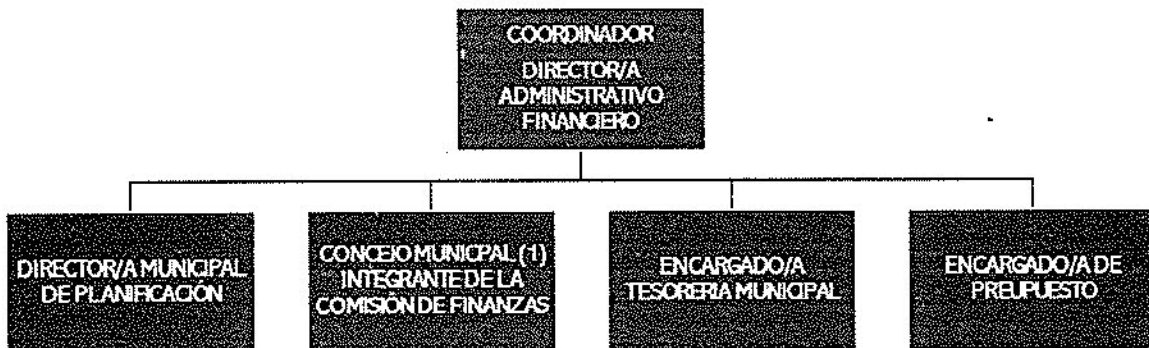 COORDINADOR
DIRECTOR/A
ADMINISTRATIVO
FINANCIERO
DIRECTOR/A MUNICIPAL
DE PLANIFICACIÓN
CONCEJO MUNICPAL (1)
INTEGRANTE DE LA
COMISIÓN DE FINANZAS
ENCARGADO/A
TESORERIA MUNICIPAL
ENCARGADO/A DE
PREUPUESTO